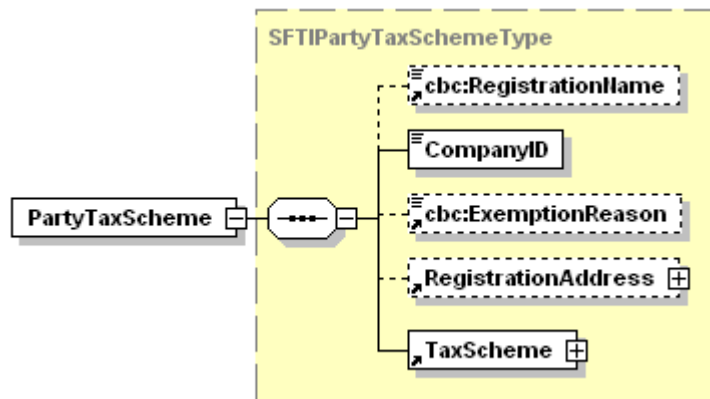 SFTIPartyTaxSchemeType
cbc:RegistrationName
CompanyID
PartyTaxScheme
cbc:ExemptionReason
RegistrationAddress
TaxScheme